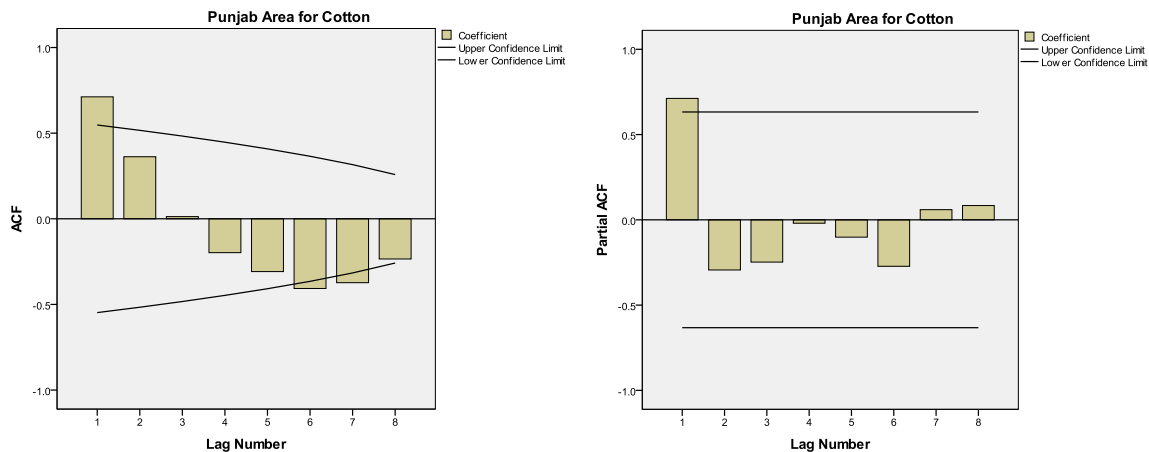 Punjab Area for Cotton
Coefficient
Upper Confidence Limit
Lower Confidence Limit
1.0
0.5
0.0
-0.5
-1.0
ACF
1 2 3 4 5 6 7 8
Lag Number
Punjab Area for Cotton
Coefficient
Upper Confidence Limit
Lower Confidence Limit
1.0
0.5
0.0
-0.5
-1.0
Partial ACF
1 2 3 4 5 6 7 8
Lag Number